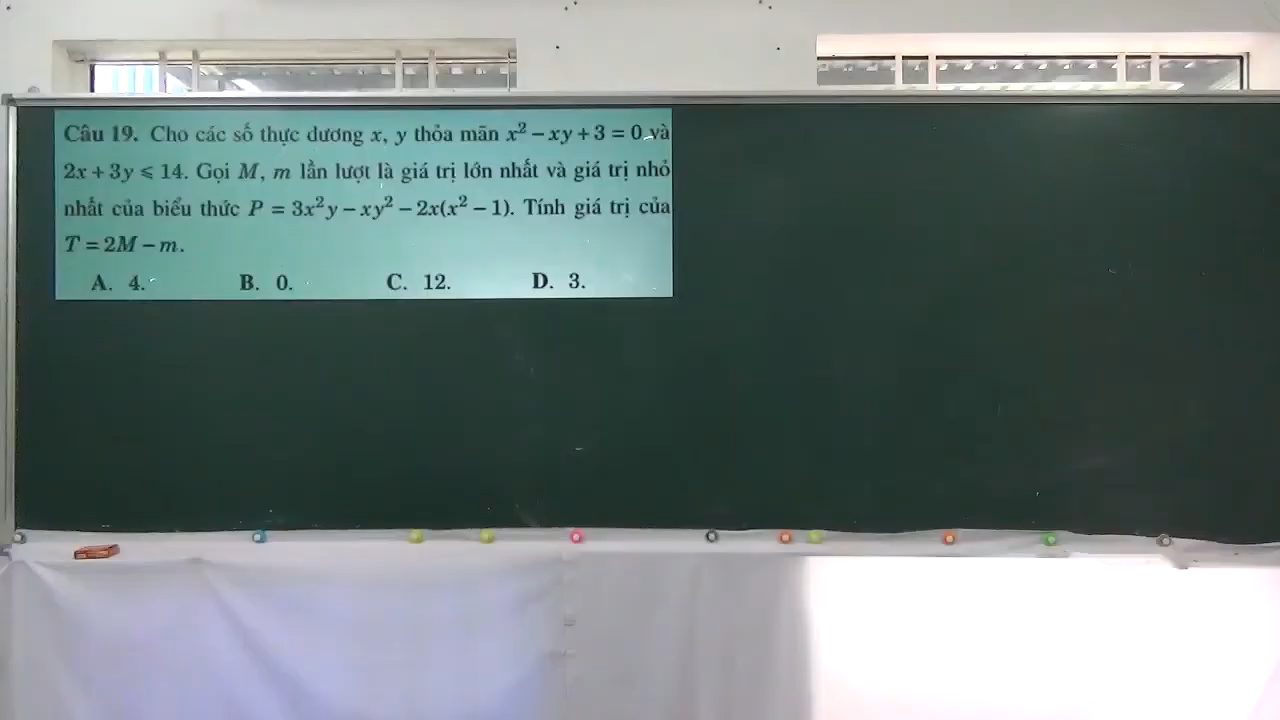 Câu 19. Cho các số thực dương x, y thỏa mãn x² − xy + 3 = 0 và
2x + 3y ⩽ 14. Gọi M, m lần lượt là giá trị lớn nhất và giá trị nhỏ
nhất của biểu thức P = 3x²y − xy² − 2x(x² − 1). Tính giá trị của
T = 2M − m.
A. 4. B. 0. C. 12. D. 3.